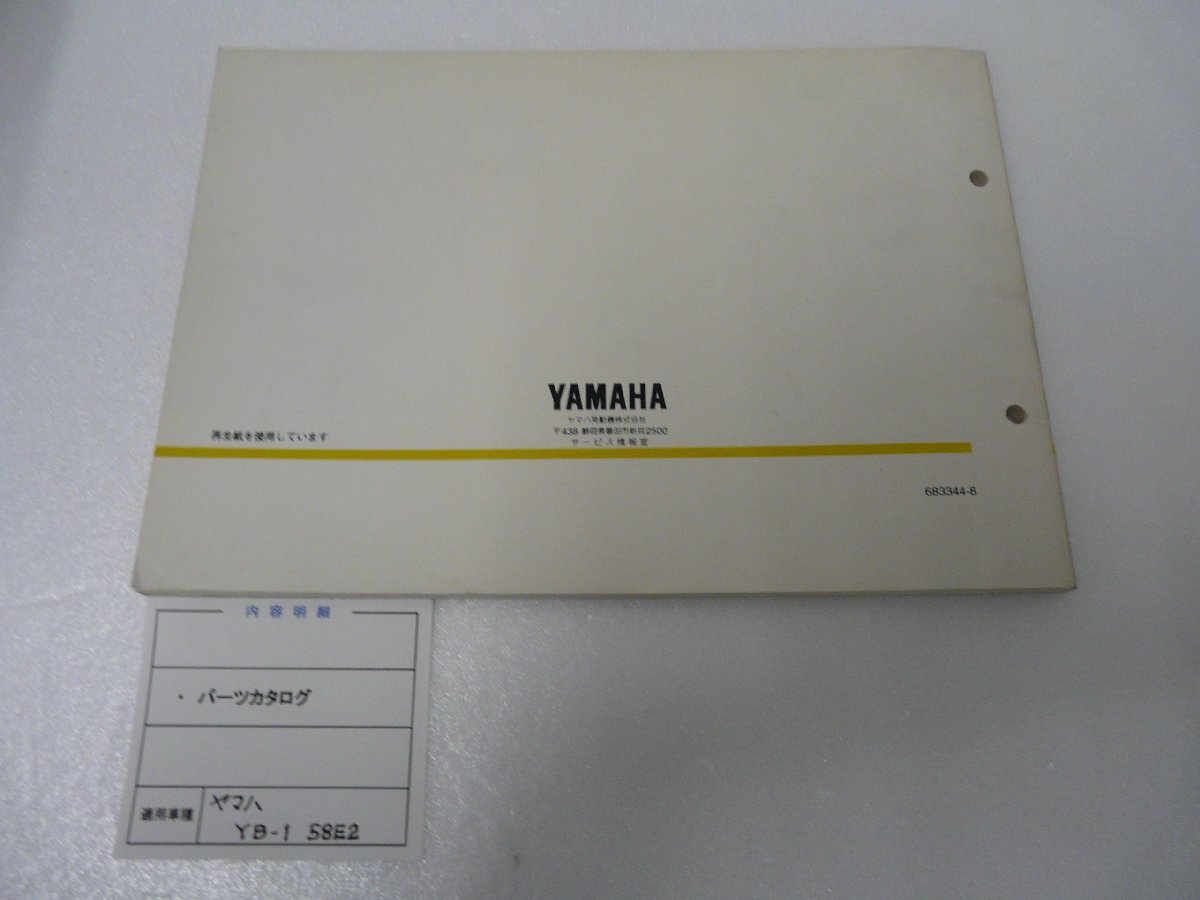 YAMAHA
ヤマハ発動機株式会社
〒438 静岡県磐田市新貝2500
サービス情報室
再生紙を使用しています
683344-8
内容明細
・パーツカタログ
適用車種
ヤマハ
YB-1 58E2